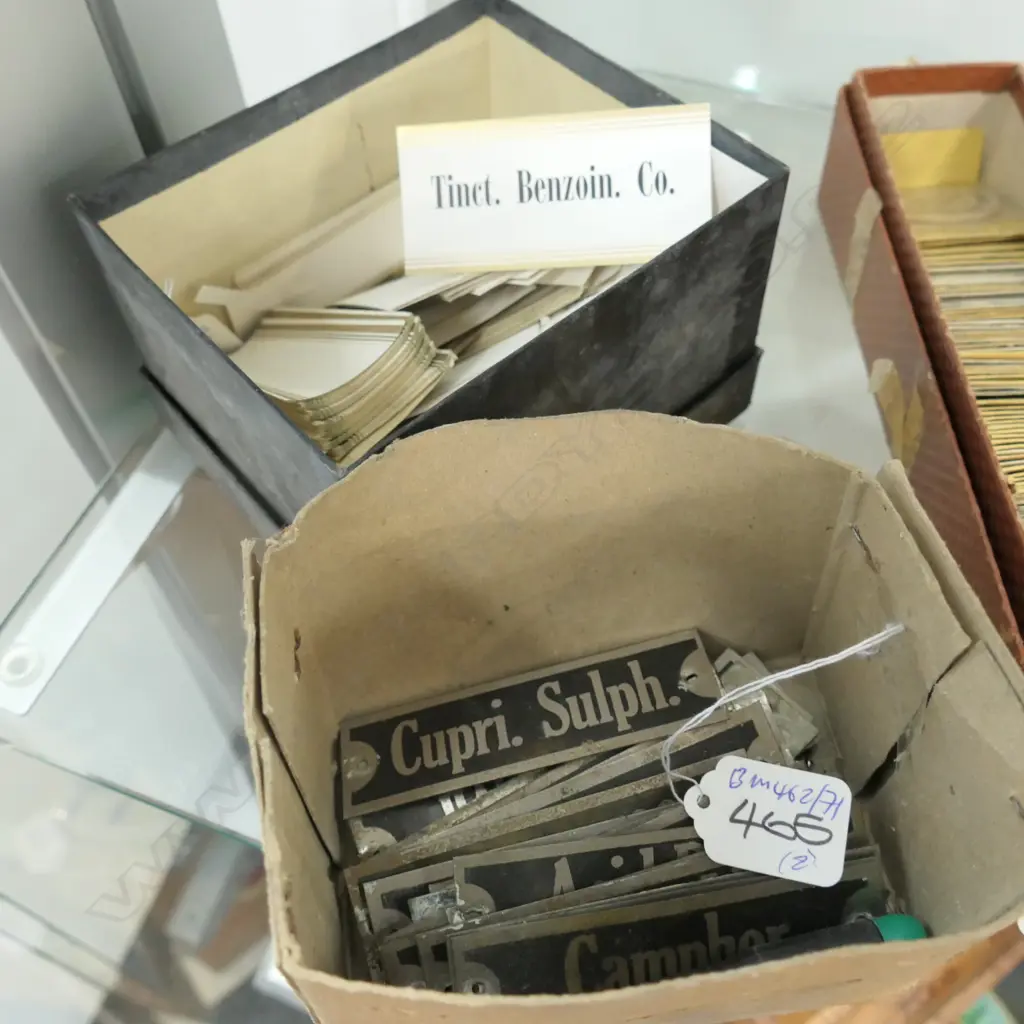 Tinct. Benzoin. Co.
Cupri. Sulph.
BM462/71
465
(2)
Camphor